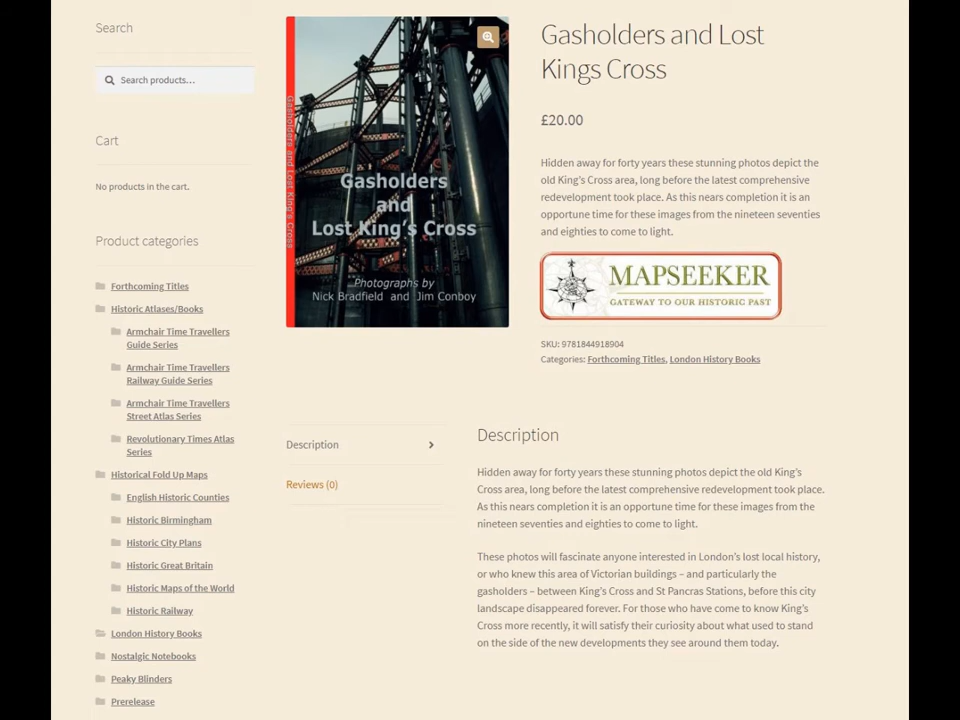 Search
Search products…
Cart
No products in the cart.
Product categories
Forthcoming Titles
Historic Atlases/Books
Armchair Time Travellers
Guide Series
Armchair Time Travellers
Railway Guide Series
Armchair Time Travellers
Street Atlas Series
Revolutionary Times Atlas
Series
Historical Fold Up Maps
English Historic Counties
Historic Birmingham
Historic City Plans
Historic Great Britain
Historic Maps of the World
Historic Railway
London History Books
Nostalgic Notebooks
Peaky Blinders
Prerelease
Gasholders and Lost King's Cross
Gasholders
and
Lost King's Cross
Photographs by
Nick Bradfield and Jim Conboy
Gasholders and Lost
Kings Cross
£20.00
Hidden away for forty years these stunning photos depict the
old King's Cross area, long before the latest comprehensive
redevelopment took place. As this nears completion it is an
opportune time for these images from the nineteen seventies
and eighties to come to light.
MAPSEEKER
GATEWAY TO OUR HISTORIC PAST
SKU: 9781844918904
Categories: Forthcoming Titles, London History Books
Description
Reviews (0)
Description
Hidden away for forty years these stunning photos depict the old King's
Cross area, long before the latest comprehensive redevelopment took place.
As this nears completion it is an opportune time for these images from the
nineteen seventies and eighties to come to light.
These photos will fascinate anyone interested in London's lost local history,
or who knew this area of Victorian buildings – and particularly the
gasholders – between King's Cross and St Pancras Stations, before this city
landscape disappeared forever. For those who have come to know King's
Cross more recently, it will satisfy their curiosity about what used to stand
on the side of the new developments they see around them today.